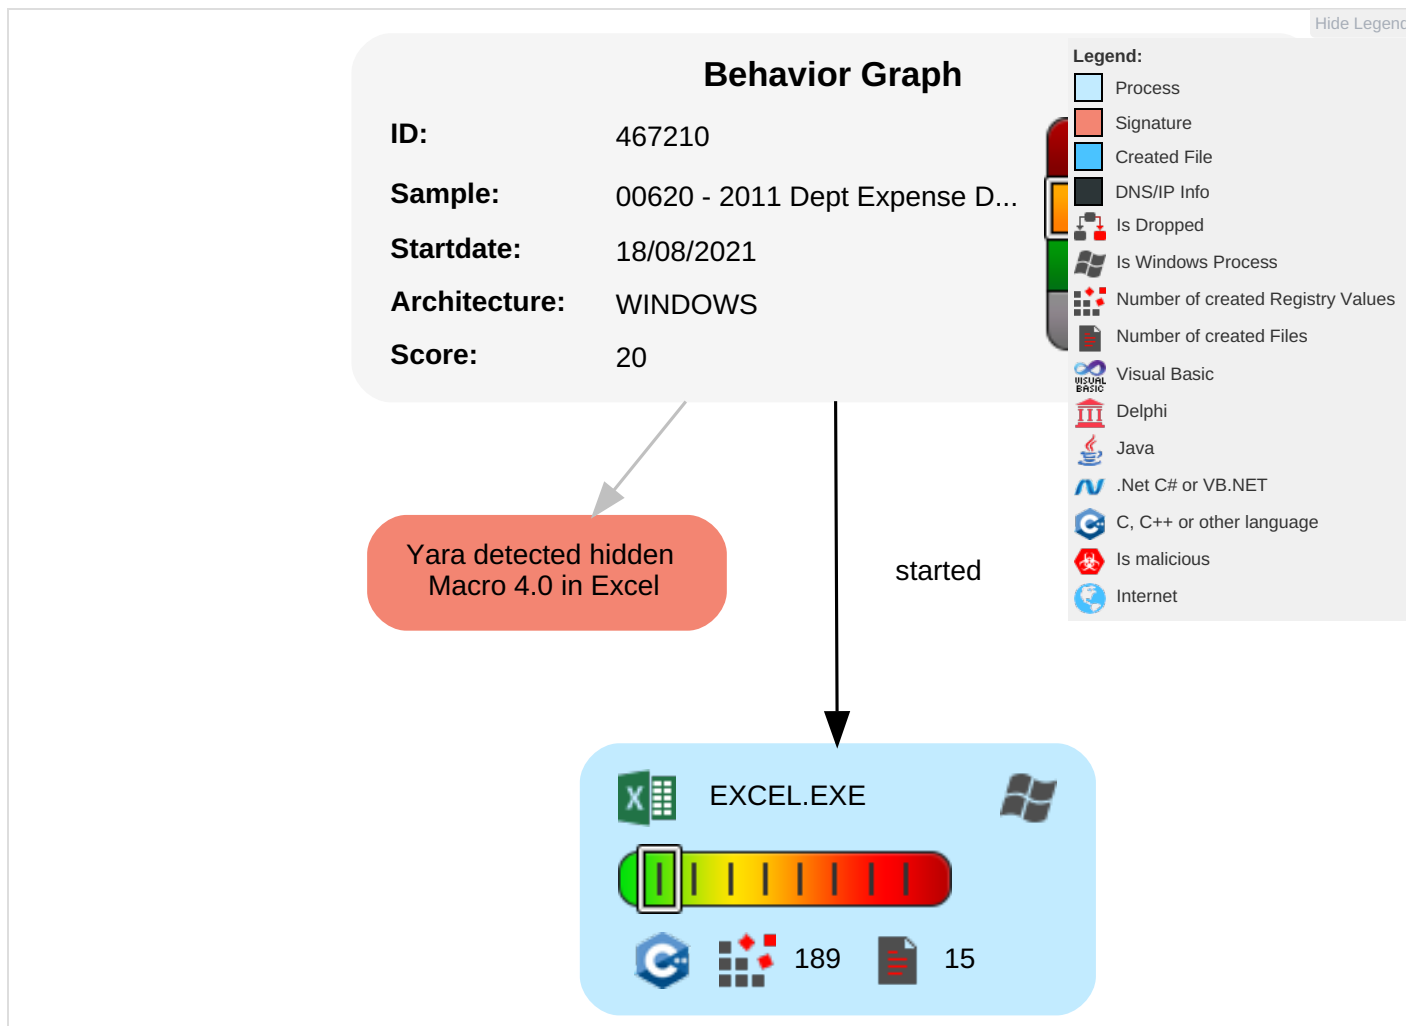 Hide Legend
Behavior Graph
ID: 467210
Sample: 00620 - 2011 Dept Expense D...
Startdate: 18/08/2021
Architecture: WINDOWS
Score: 20
Legend:
Process
Signature
Created File
DNS/IP Info
Is Dropped
Is Windows Process
Number of created Registry Values
Number of created Files
VISUAL
BASIC
Visual Basic
Delphi
Java
.Net C# or VB.NET
C, C++ or other language
Is malicious
Internet
Yara detected hidden
Macro 4.0 in Excel
started
EXCEL.EXE
189 15